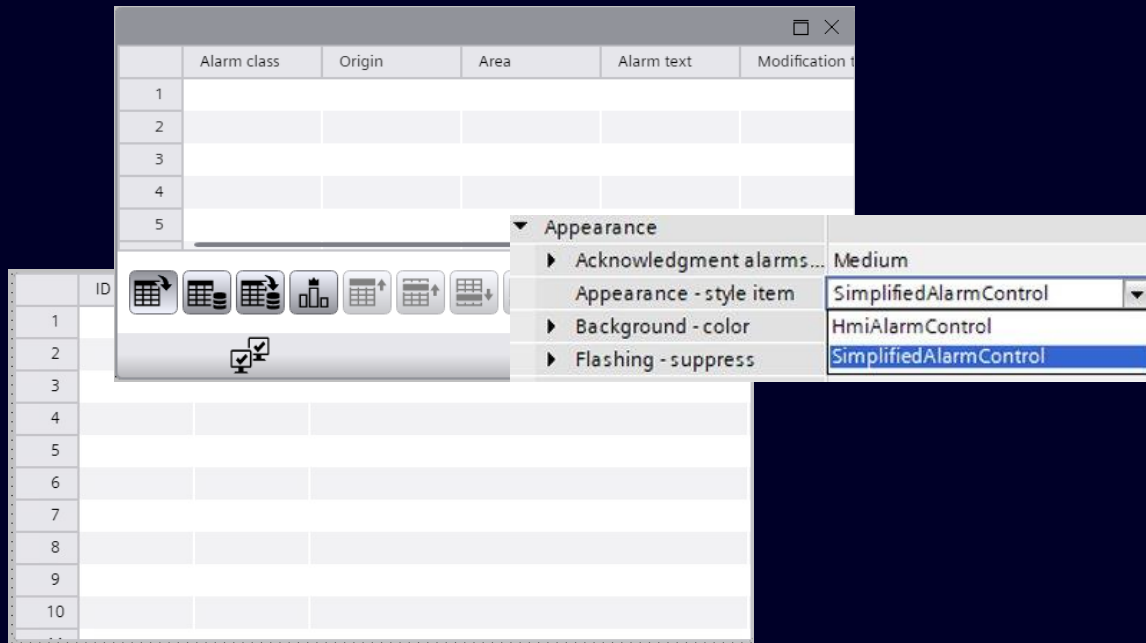 Alarm class Origin Area Alarm text Modification t
1
2
3
4
5
Appearance
Acknowledgment alarms... Medium
Appearance - style item SimplifiedAlarmControl
Background - color HmiAlarmControl
Flashing - suppress SimplifiedAlarmControl
ID
1
2
3
4
5
6
7
8
9
10